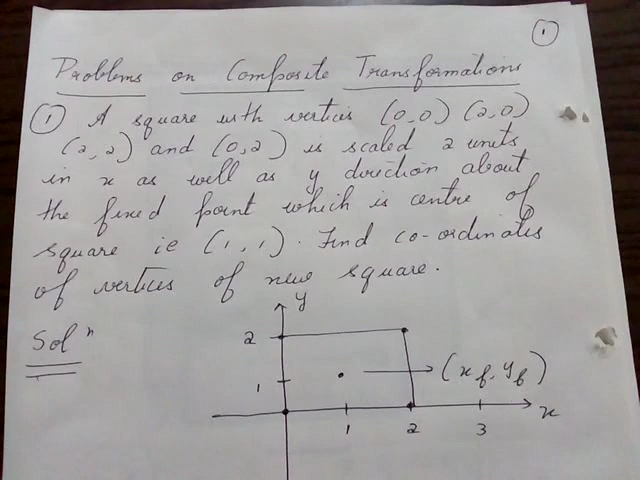 1
Problems on Composite Transformations
1 A square with vertices (0,0) (2,0)
(2,2) and (0,2) is scaled 2 units
in x as well as y direction about
the fixed point which is centre of
square ie (1,1). Find co-ordinates
of vertices of new square.
Solⁿ
y
2
1
(xf, yf)
x
1 2 3